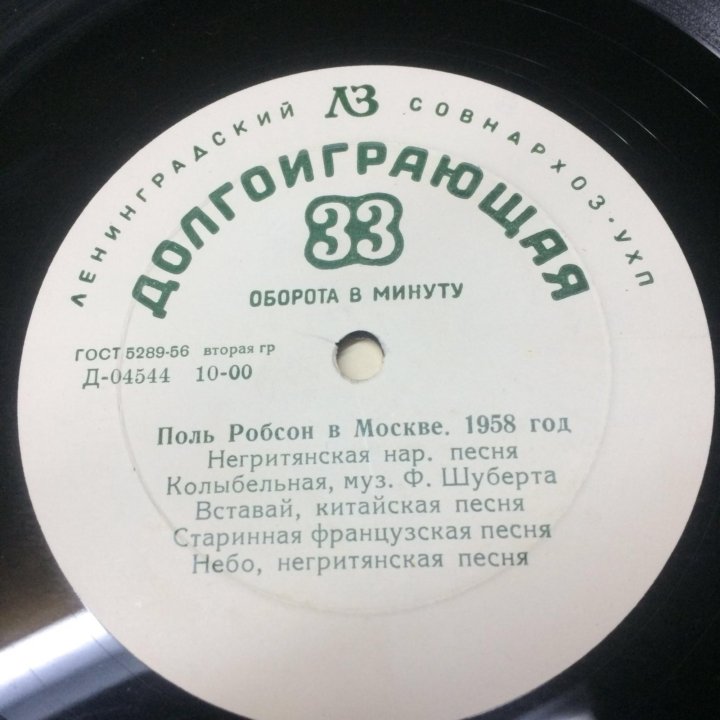 ЛЕНИНГРАДСКИЙ ЛЗ СОВНАРХОЗ·УХП
ДОЛГОИГРАЮЩАЯ
33
ОБОРОТА В МИНУТУ
ГОСТ 5289-56 вторая гр
Д-04544 10-00
Поль Робсон в Москве. 1958 год
Негритянская нар. песня
Колыбельная, муз. Ф. Шуберта
Вставай, китайская песня
Старинная французская песня
Небо, негритянская песня